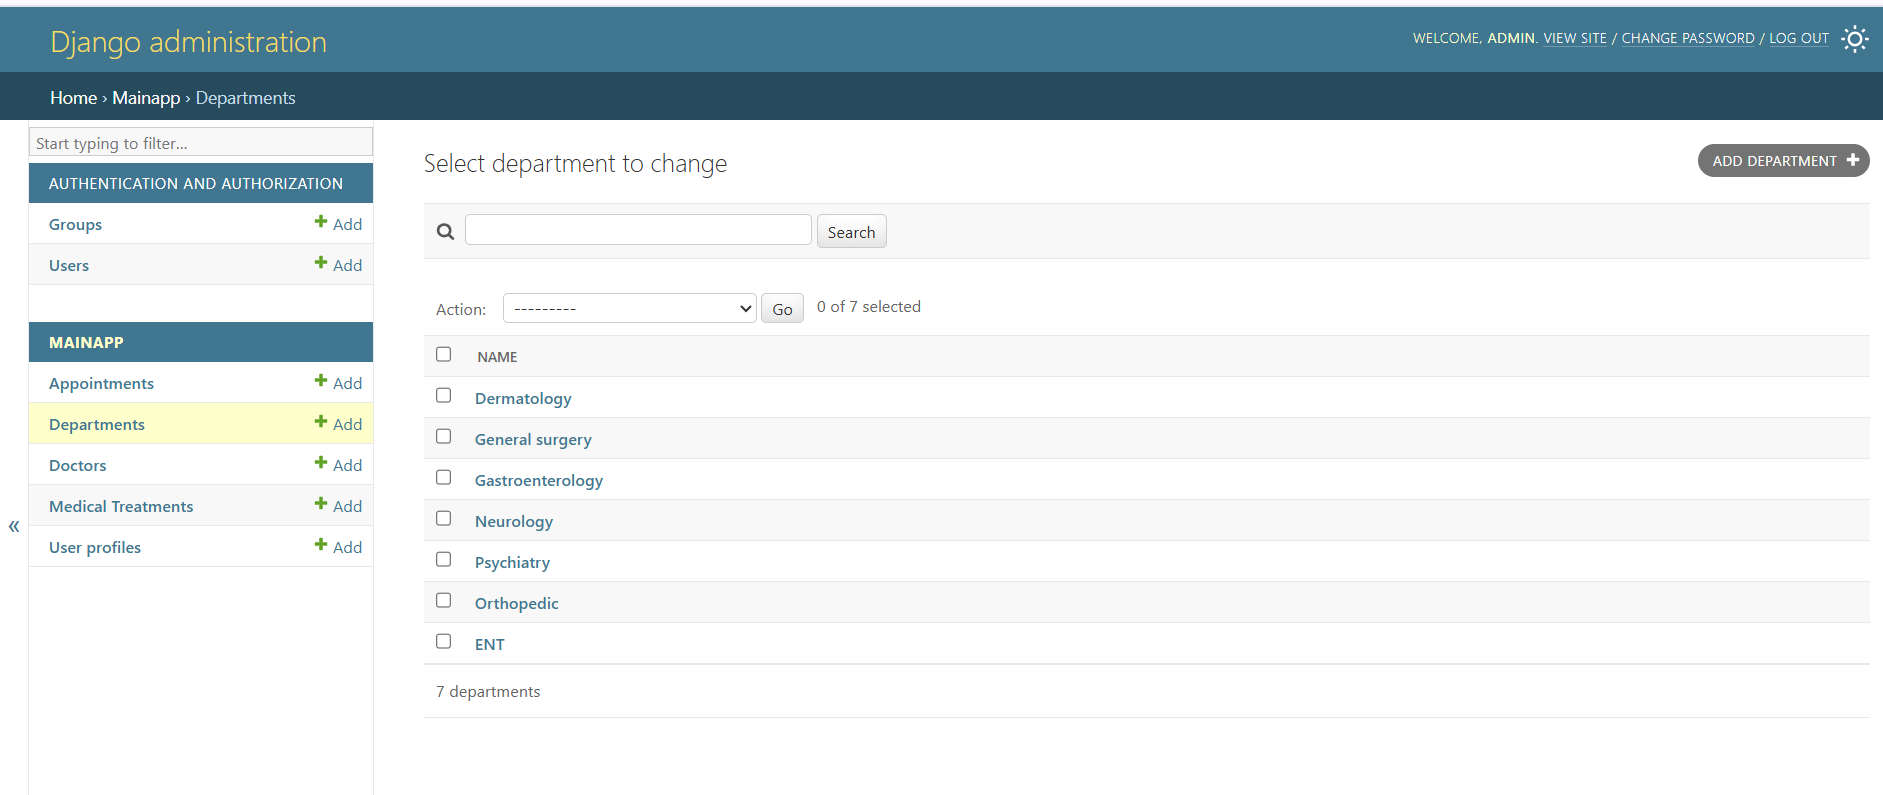 Django administration
WELCOME, ADMIN. VIEW SITE / CHANGE PASSWORD / LOG OUT
Home › Mainapp › Departments
Start typing to filter...
AUTHENTICATION AND AUTHORIZATION
Groups + Add
Users + Add
MAINAPP
Appointments + Add
Departments + Add
Doctors + Add
Medical Treatments + Add
User profiles + Add
«
Select department to change
ADD DEPARTMENT +
Search
Action: --------- Go 0 of 7 selected
NAME
Dermatology
General surgery
Gastroenterology
Neurology
Psychiatry
Orthopedic
ENT
7 departments